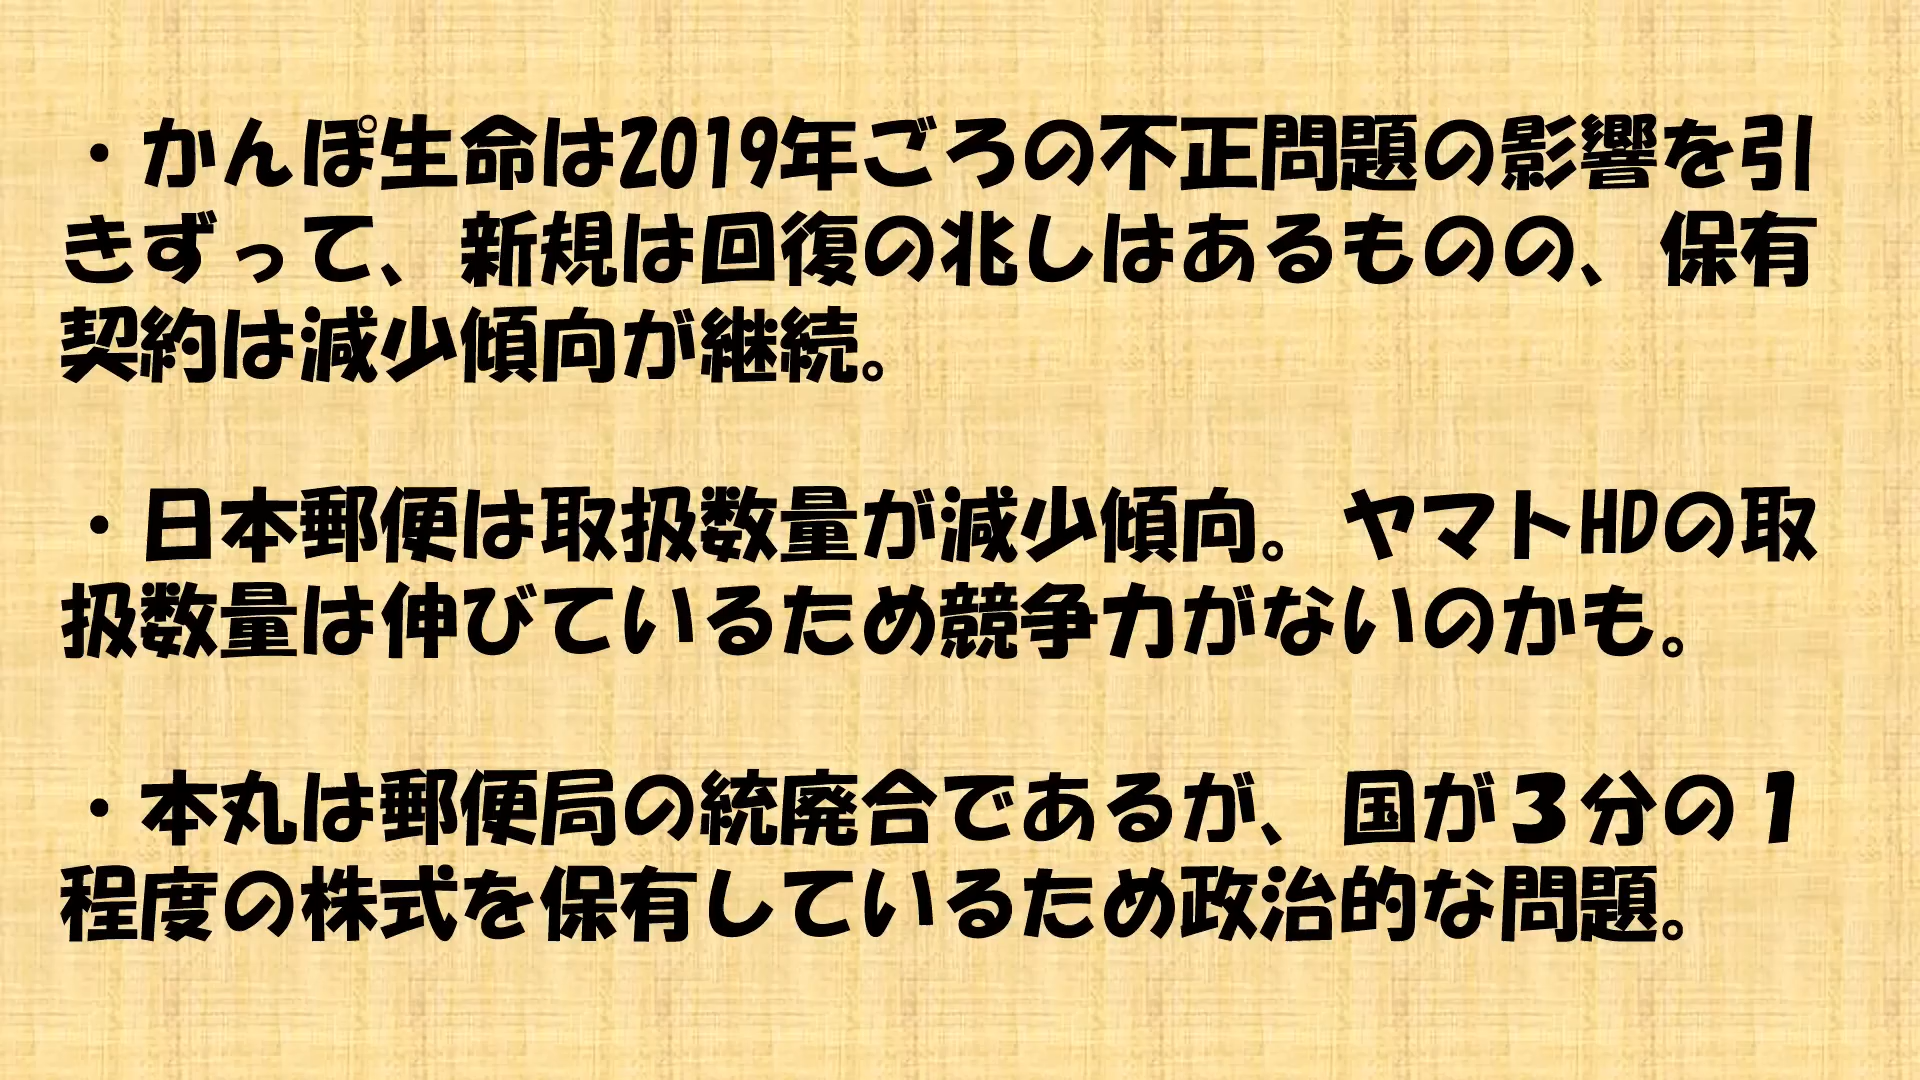 ・かんぽ生命は2019年ごろの不正問題の影響を引
きずって、新規は回復の兆しはあるものの、保有
契約は減少傾向が継続。
・日本郵便は取扱数量が減少傾向。ヤマトHDの取
扱数量は伸びているため競争力がないのかも。
・本丸は郵便局の統廃合であるが、国が３分の１
程度の株式を保有しているため政治的な問題。